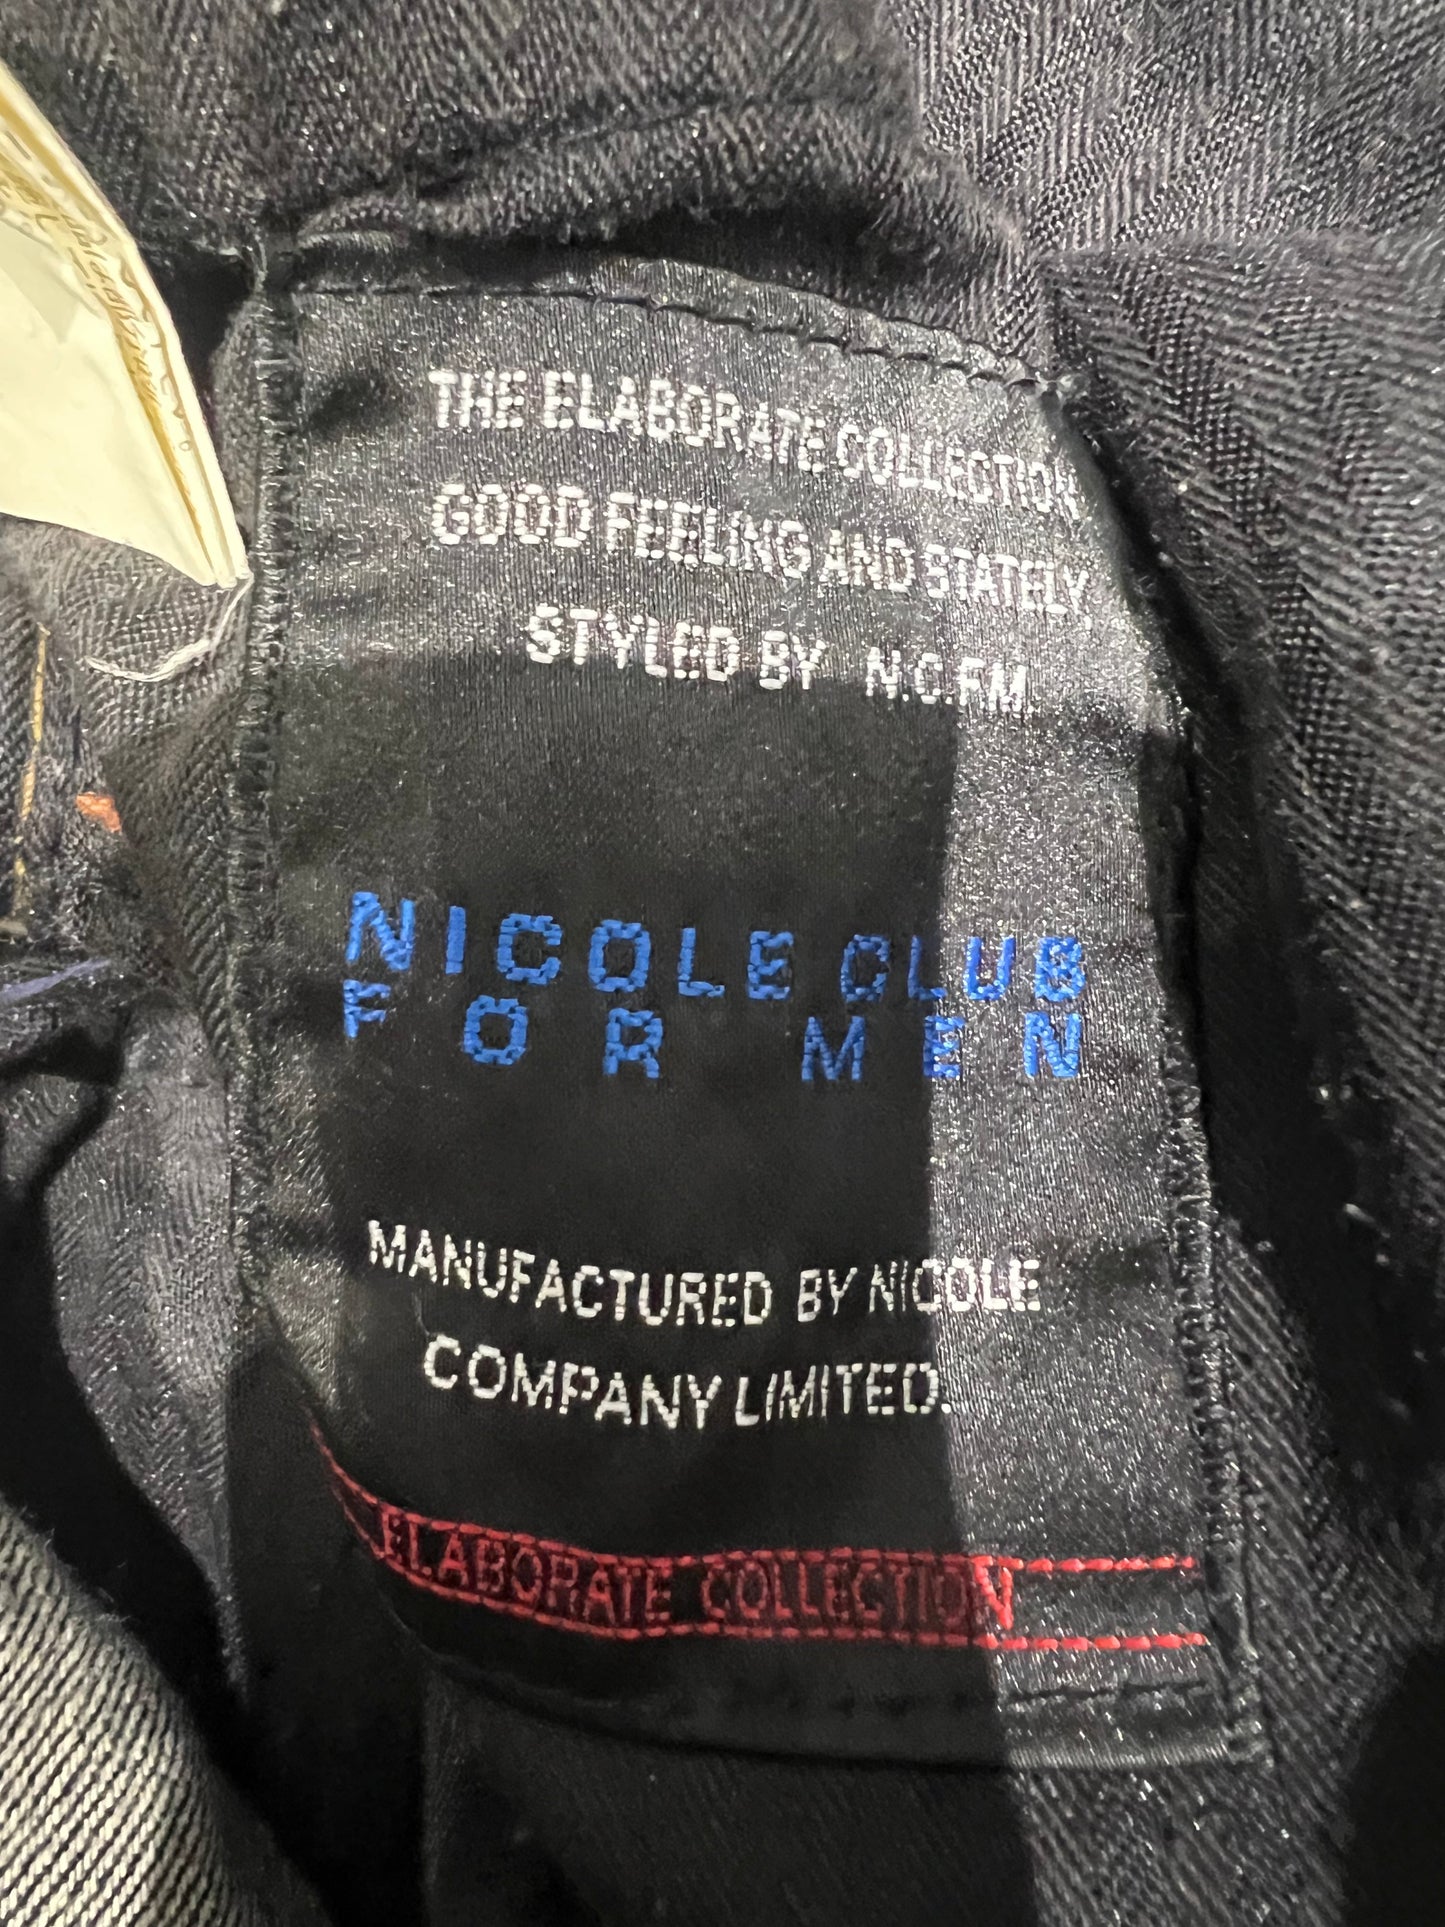 THE ELABORATE COLLECTION
GOOD FEELING AND STATELY
STYLED BY N.C.F.M.
NICOLE CLUB
FOR MEN
MANUFACTURED BY NICOLE
COMPANY LIMITED.
ELABORATE COLLECTION